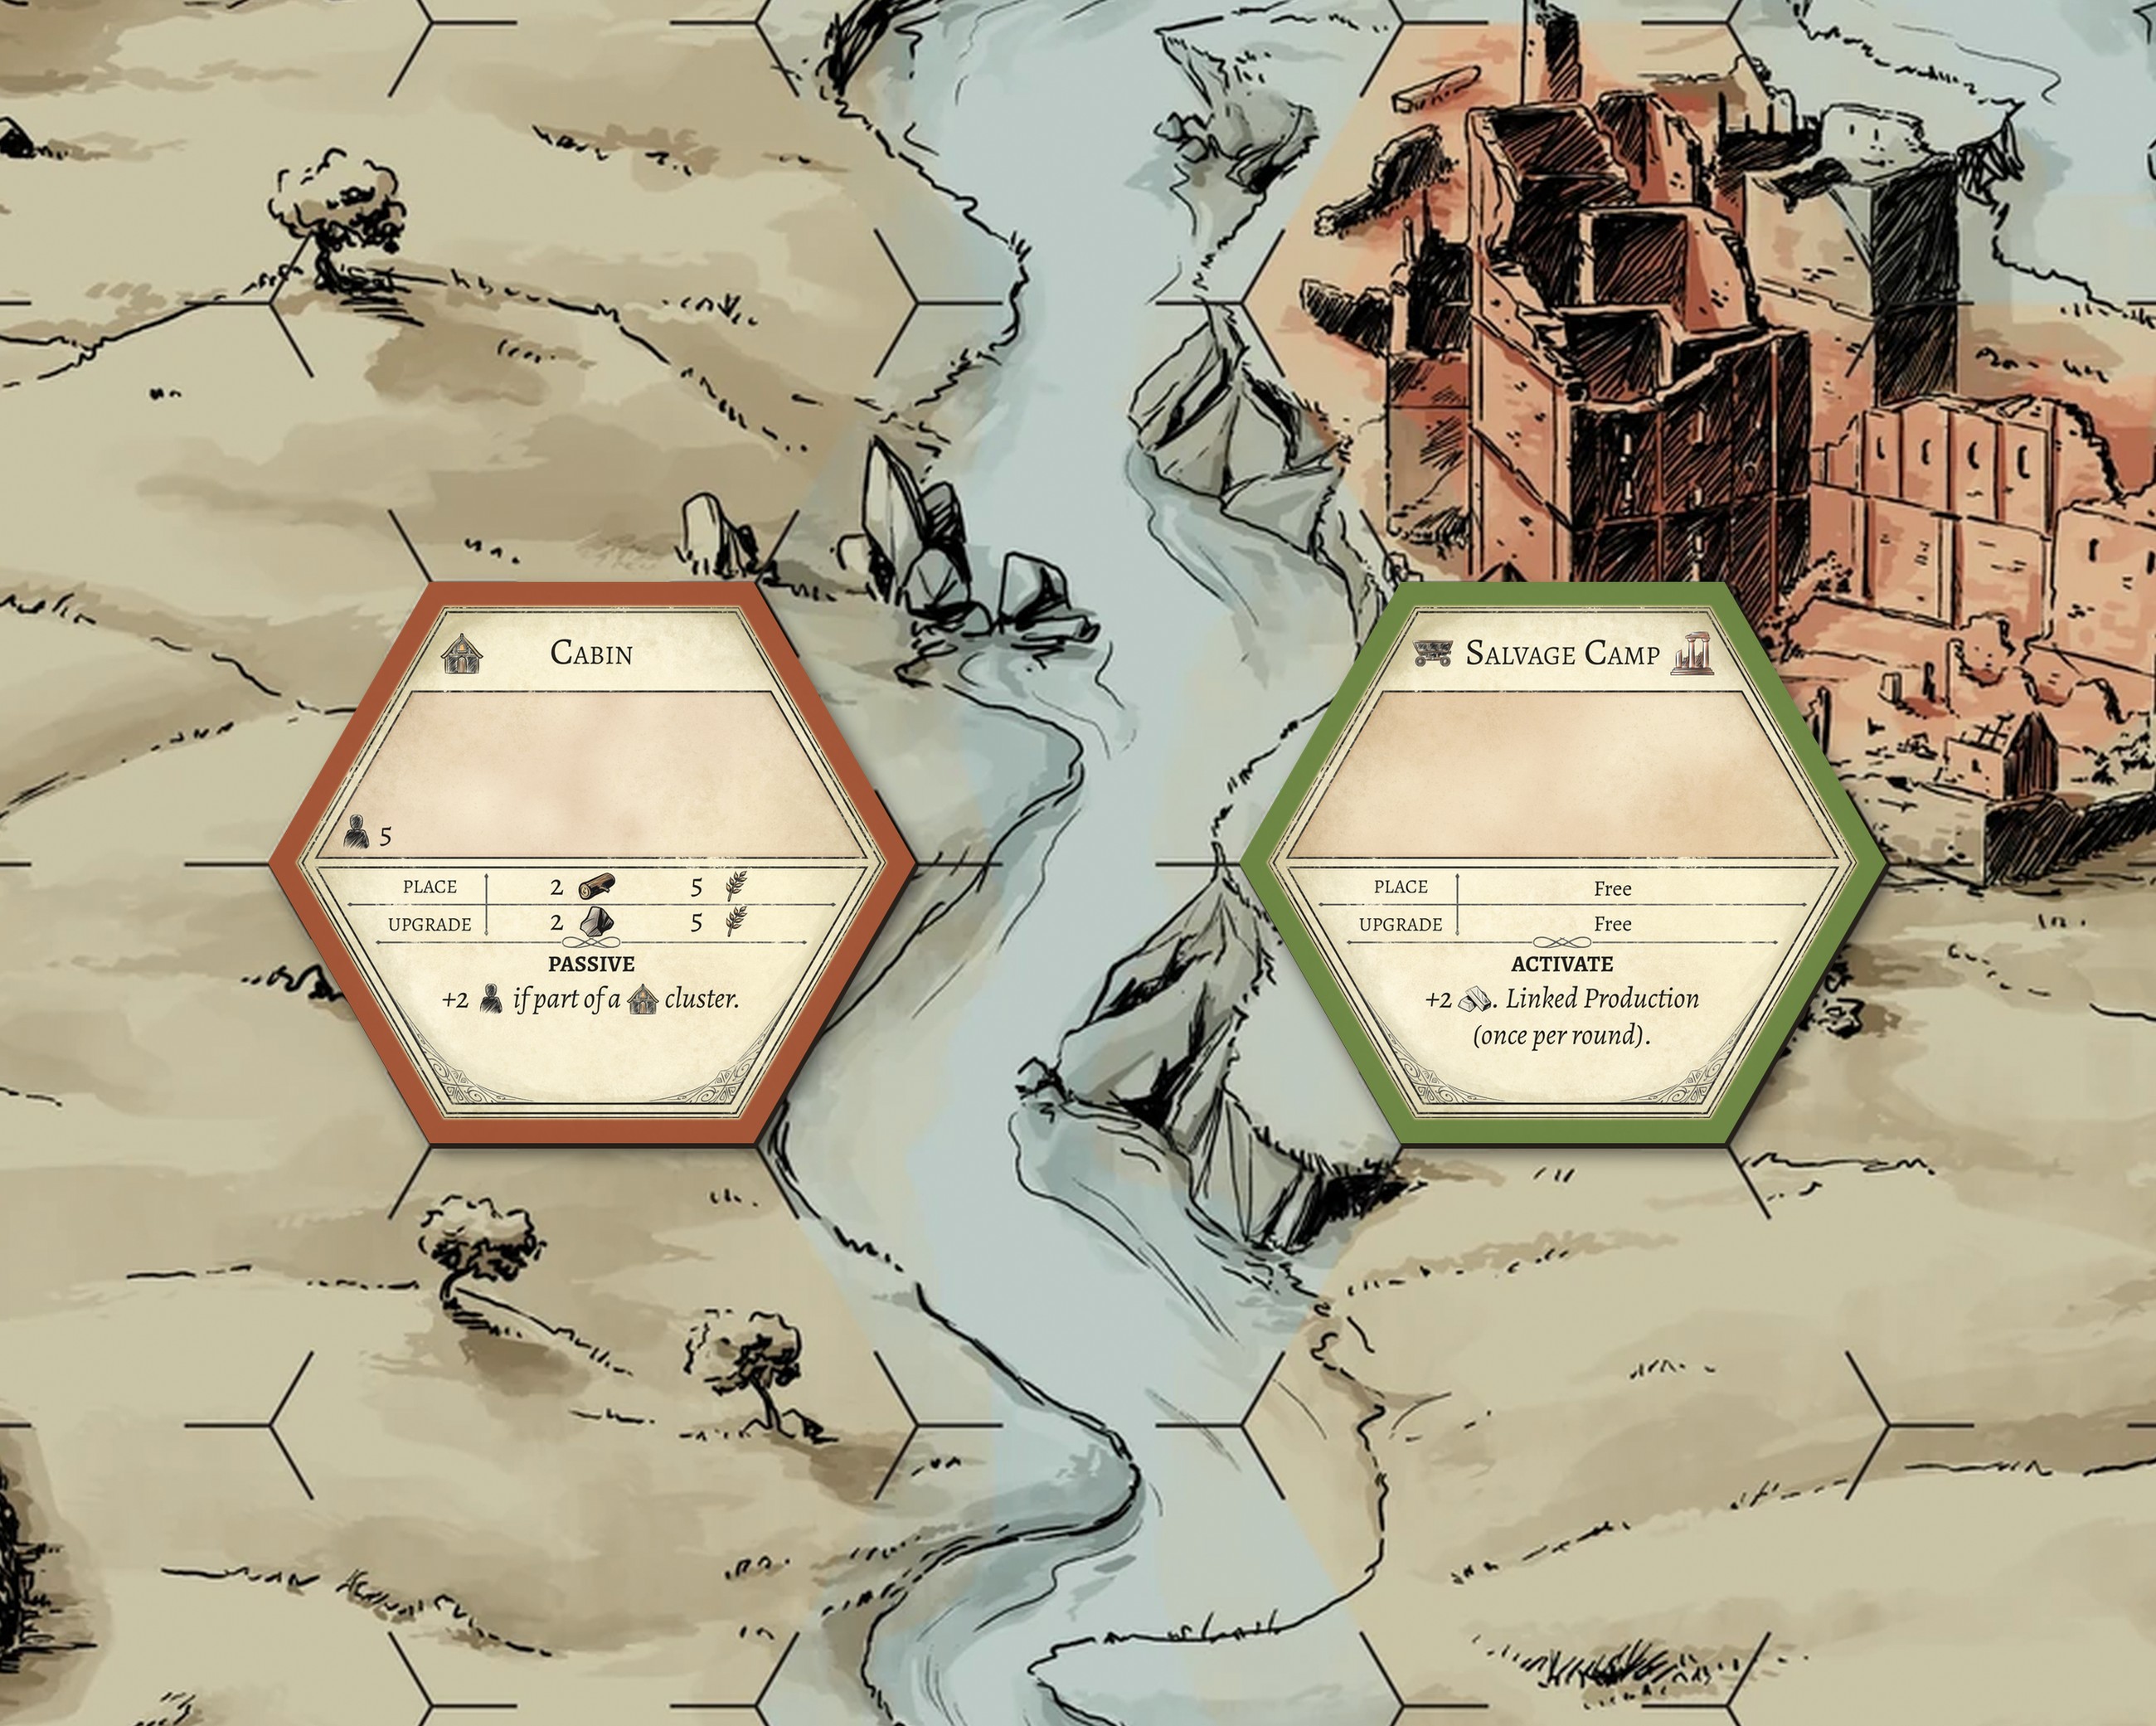 Cabin
5
PLACE 2 5
UPGRADE 2 5
PASSIVE
+2 if part of a cluster.
Salvage Camp
PLACE Free
UPGRADE Free
ACTIVATE
+2 . Linked Production
(once per round).